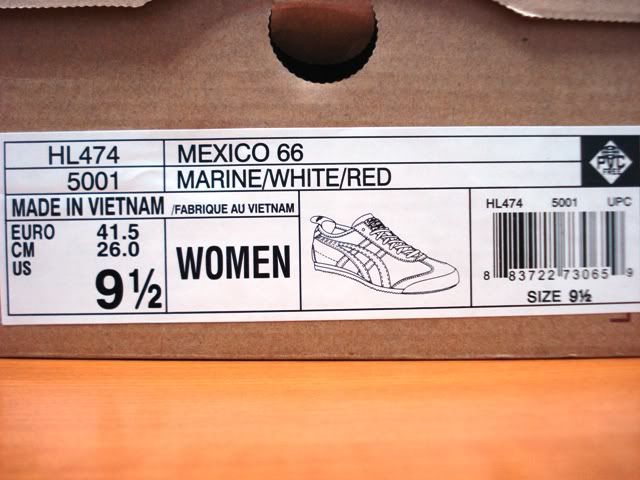 HL474
MEXICO 66
5001
MARINE/WHITE/RED
PVC
FREE
MADE IN VIETNAM /FABRIQUE AU VIETNAM
EURO 41.5
CM 26.0
US 9½
WOMEN
HL474 5001 UPC
8 83722 73065 9
SIZE 9½